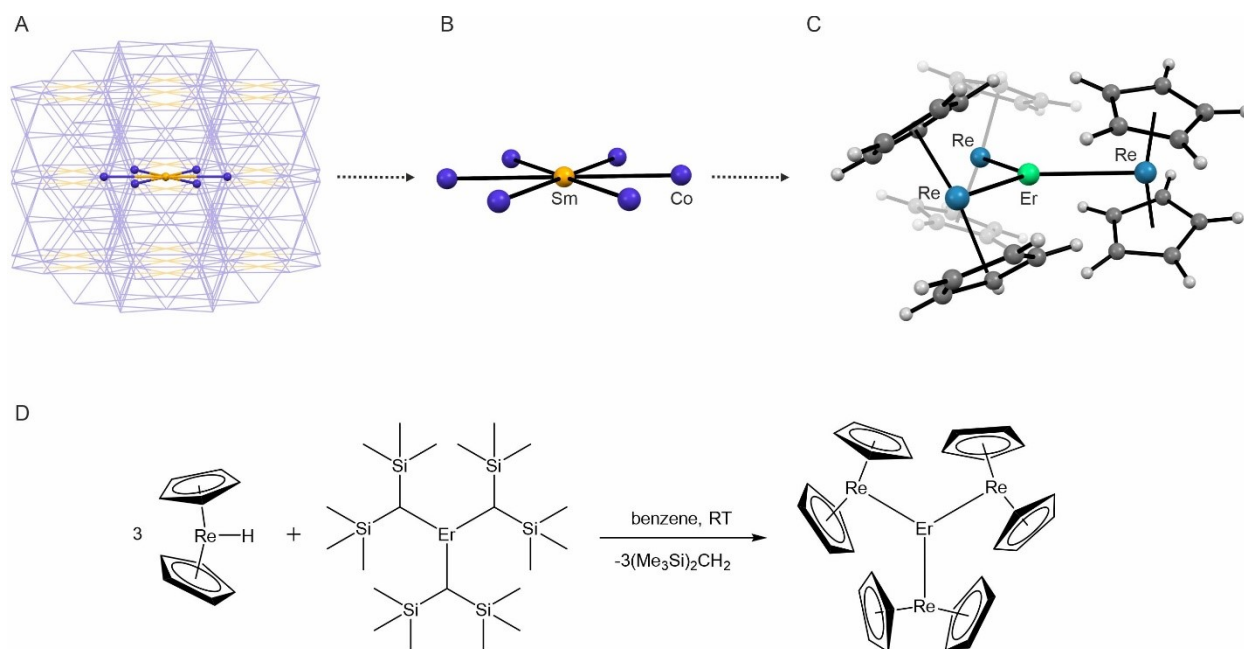 A
B
C
Sm
Co
Re
Re
Er
Re
D
3
Re
H
+
Si
Si
Si
Si
Er
Si
Si
benzene, RT
-3(Me₃Si)₂CH₂
Re
Re
Er
Re